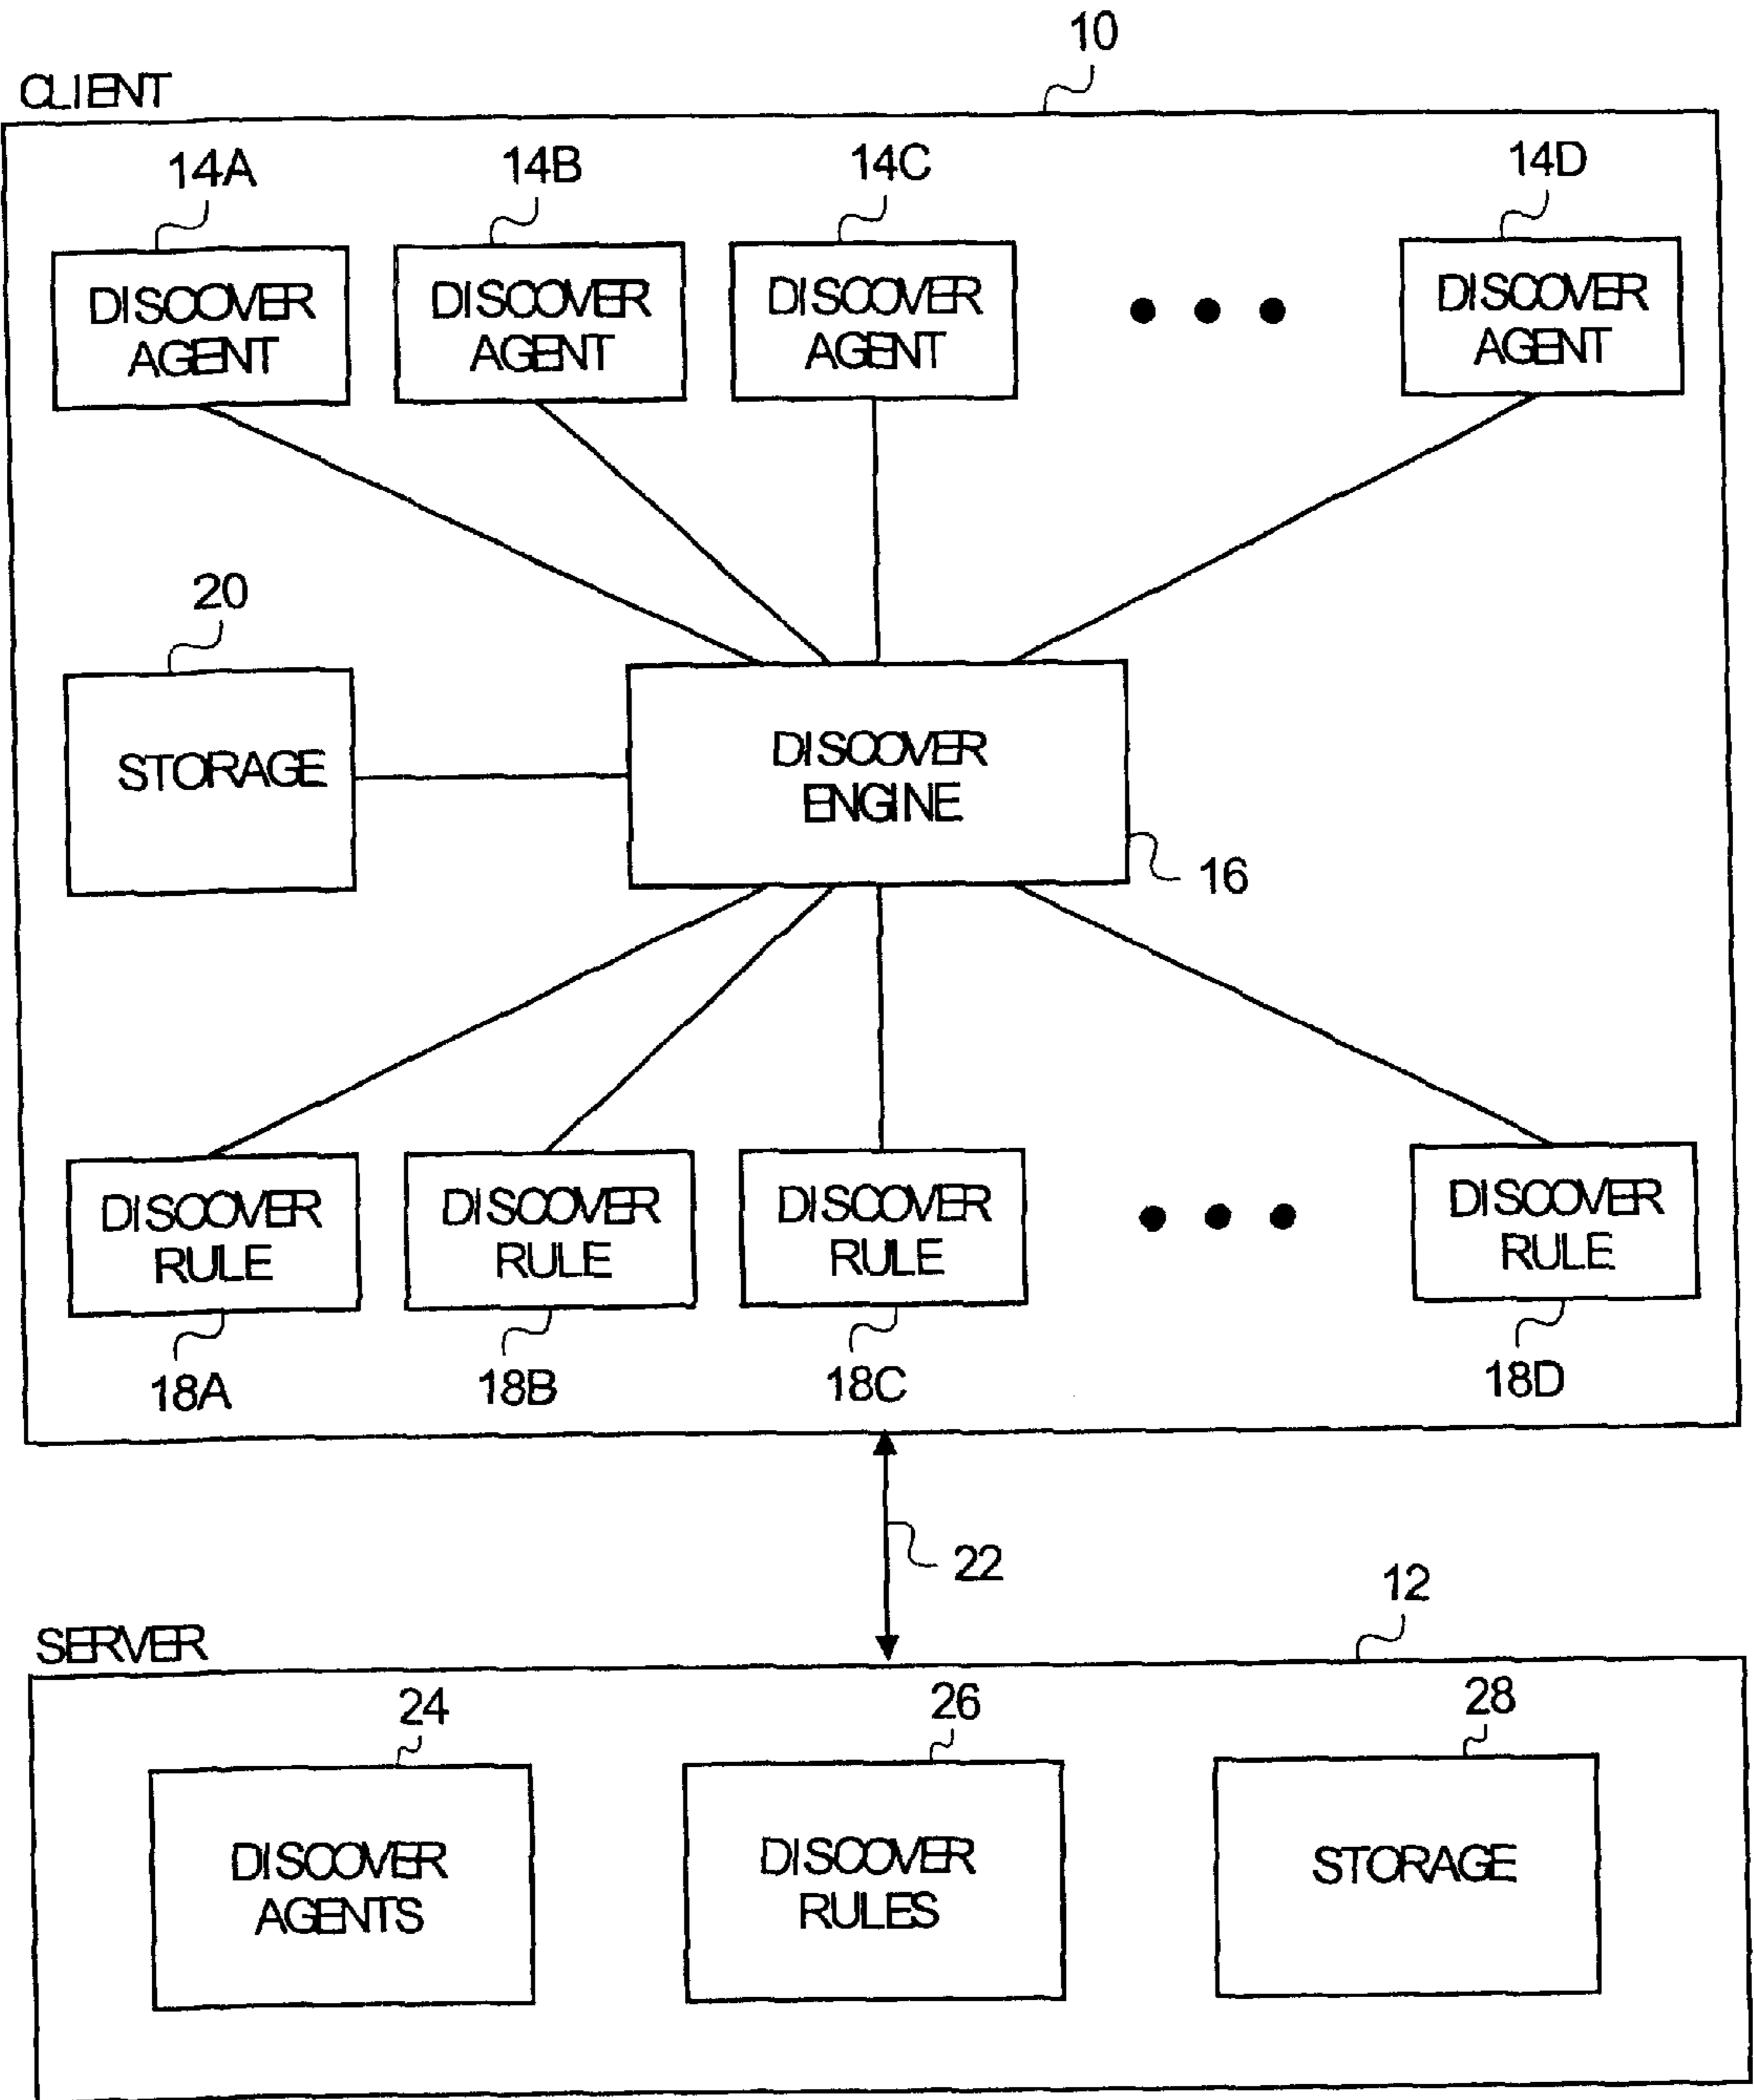 10
CLIENT
14A
14B
14C
14D
DISCOVER
AGENT
DISCOVER
AGENT
DISCOVER
AGENT
DISCOVER
AGENT
20
STORAGE
DISCOVER
ENGINE
16
DISCOVER
RULE
DISCOVER
RULE
DISCOVER
RULE
DISCOVER
RULE
18A
18B
18C
18D
22
12
SERVER
24
26
28
DISCOVER
AGENTS
DISCOVER
RULES
STORAGE